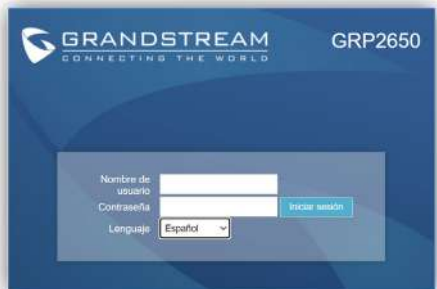 GRANDSTREAM
CONNECTING THE WORLD
GRP2650
Nombre de
usuario
Contraseña
Iniciar sesión
Lenguaje
Español